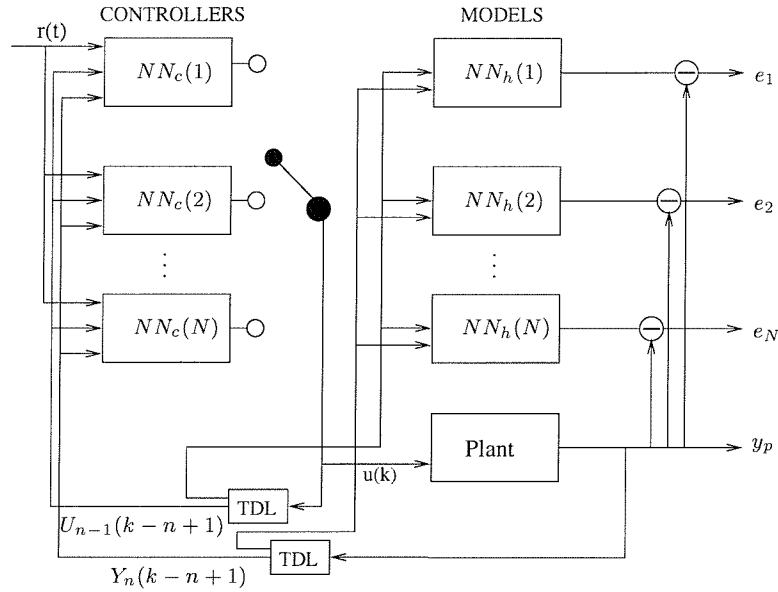 CONTROLLERS
MODELS
r(t)
NN_c(1)
NN_h(1)
e_1
NN_c(2)
NN_h(2)
e_2
⋮
⋮
NN_c(N)
NN_h(N)
e_N
Plant
y_p
u(k)
TDL
U_{n-1}(k-n+1)
TDL
Y_n(k-n+1)